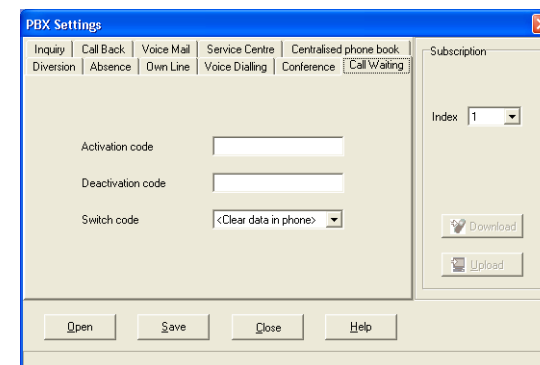 PBX Settings
Inquiry Call Back Voice Mail Service Centre Centralised phone book
Diversion Absence Own Line Voice Dialling Conference Call Waiting
Subscription
Index 1
Activation code
Deactivation code
Switch code <Clear data in phone>
Download
Upload
Open Save Close Help